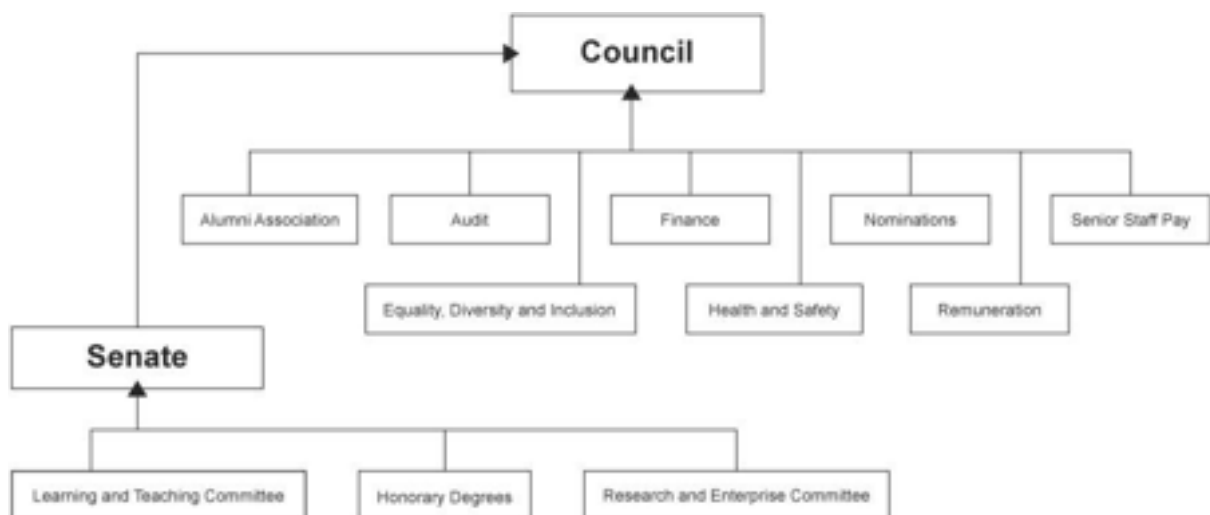 Council
Alumni Association
Audit
Finance
Nominations
Senior Staff Pay
Equality, Diversity and Inclusion
Health and Safety
Remuneration
Senate
Learning and Teaching Committee
Honorary Degrees
Research and Enterprise Committee